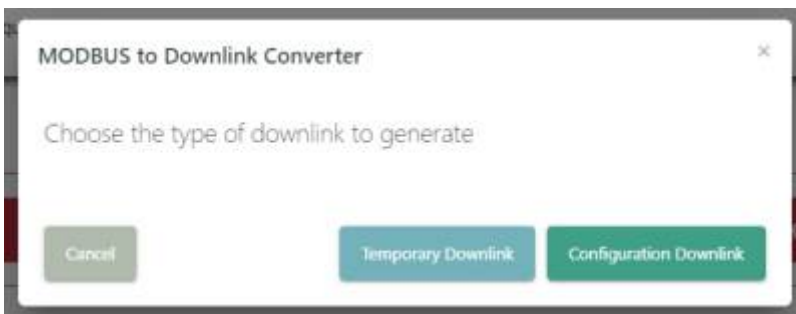 MODBUS to Downlink Converter
×
Choose the type of downlink to generate
Cancel
Temporary Downlink
Configuration Downlink